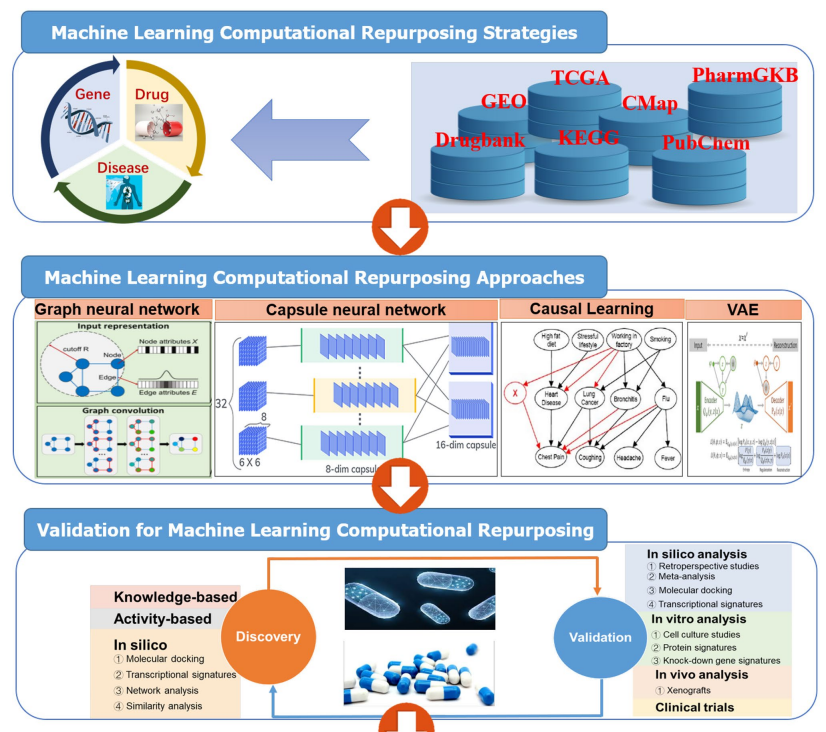 Machine Learning Computational Repurposing Strategies
Gene
Drug
Disease
TCGA
PharmGKB
GEO
CMap
Drugbank
KEGG
PubChem
Machine Learning Computational Repurposing Approaches
Graph neural network
Input representation
cutoff R
Node
Node attributes X
Edge
Edge attributes E
Graph convolution
Capsule neural network
32
8
6 X 6
8-dim capsule
16-dim capsule
Causal Learning
High fat
diet
Stressful
lifestyle
Working in
factory
Smoking
X
Heart
Disease
Lung
Cancer
Bronchitis
Flu
Chest Pain
Coughing
Headache
Fever
VAE
Input
Reconstruction
Encoder
Decoder
Validation for Machine Learning Computational Repurposing
Knowledge-based
Activity-based
In silico
① Molecular docking
② Transcriptional signatures
③ Network analysis
④ Similarity analysis
Discovery
Validation
In silico analysis
① Retroperspective studies
② Meta-analysis
③ Molecular docking
④ Transcriptional signatures
In vitro analysis
① Cell culture studies
② Protein signatures
③ Knock-down gene signatures
In vivo analysis
① Xenografts
Clinical trials